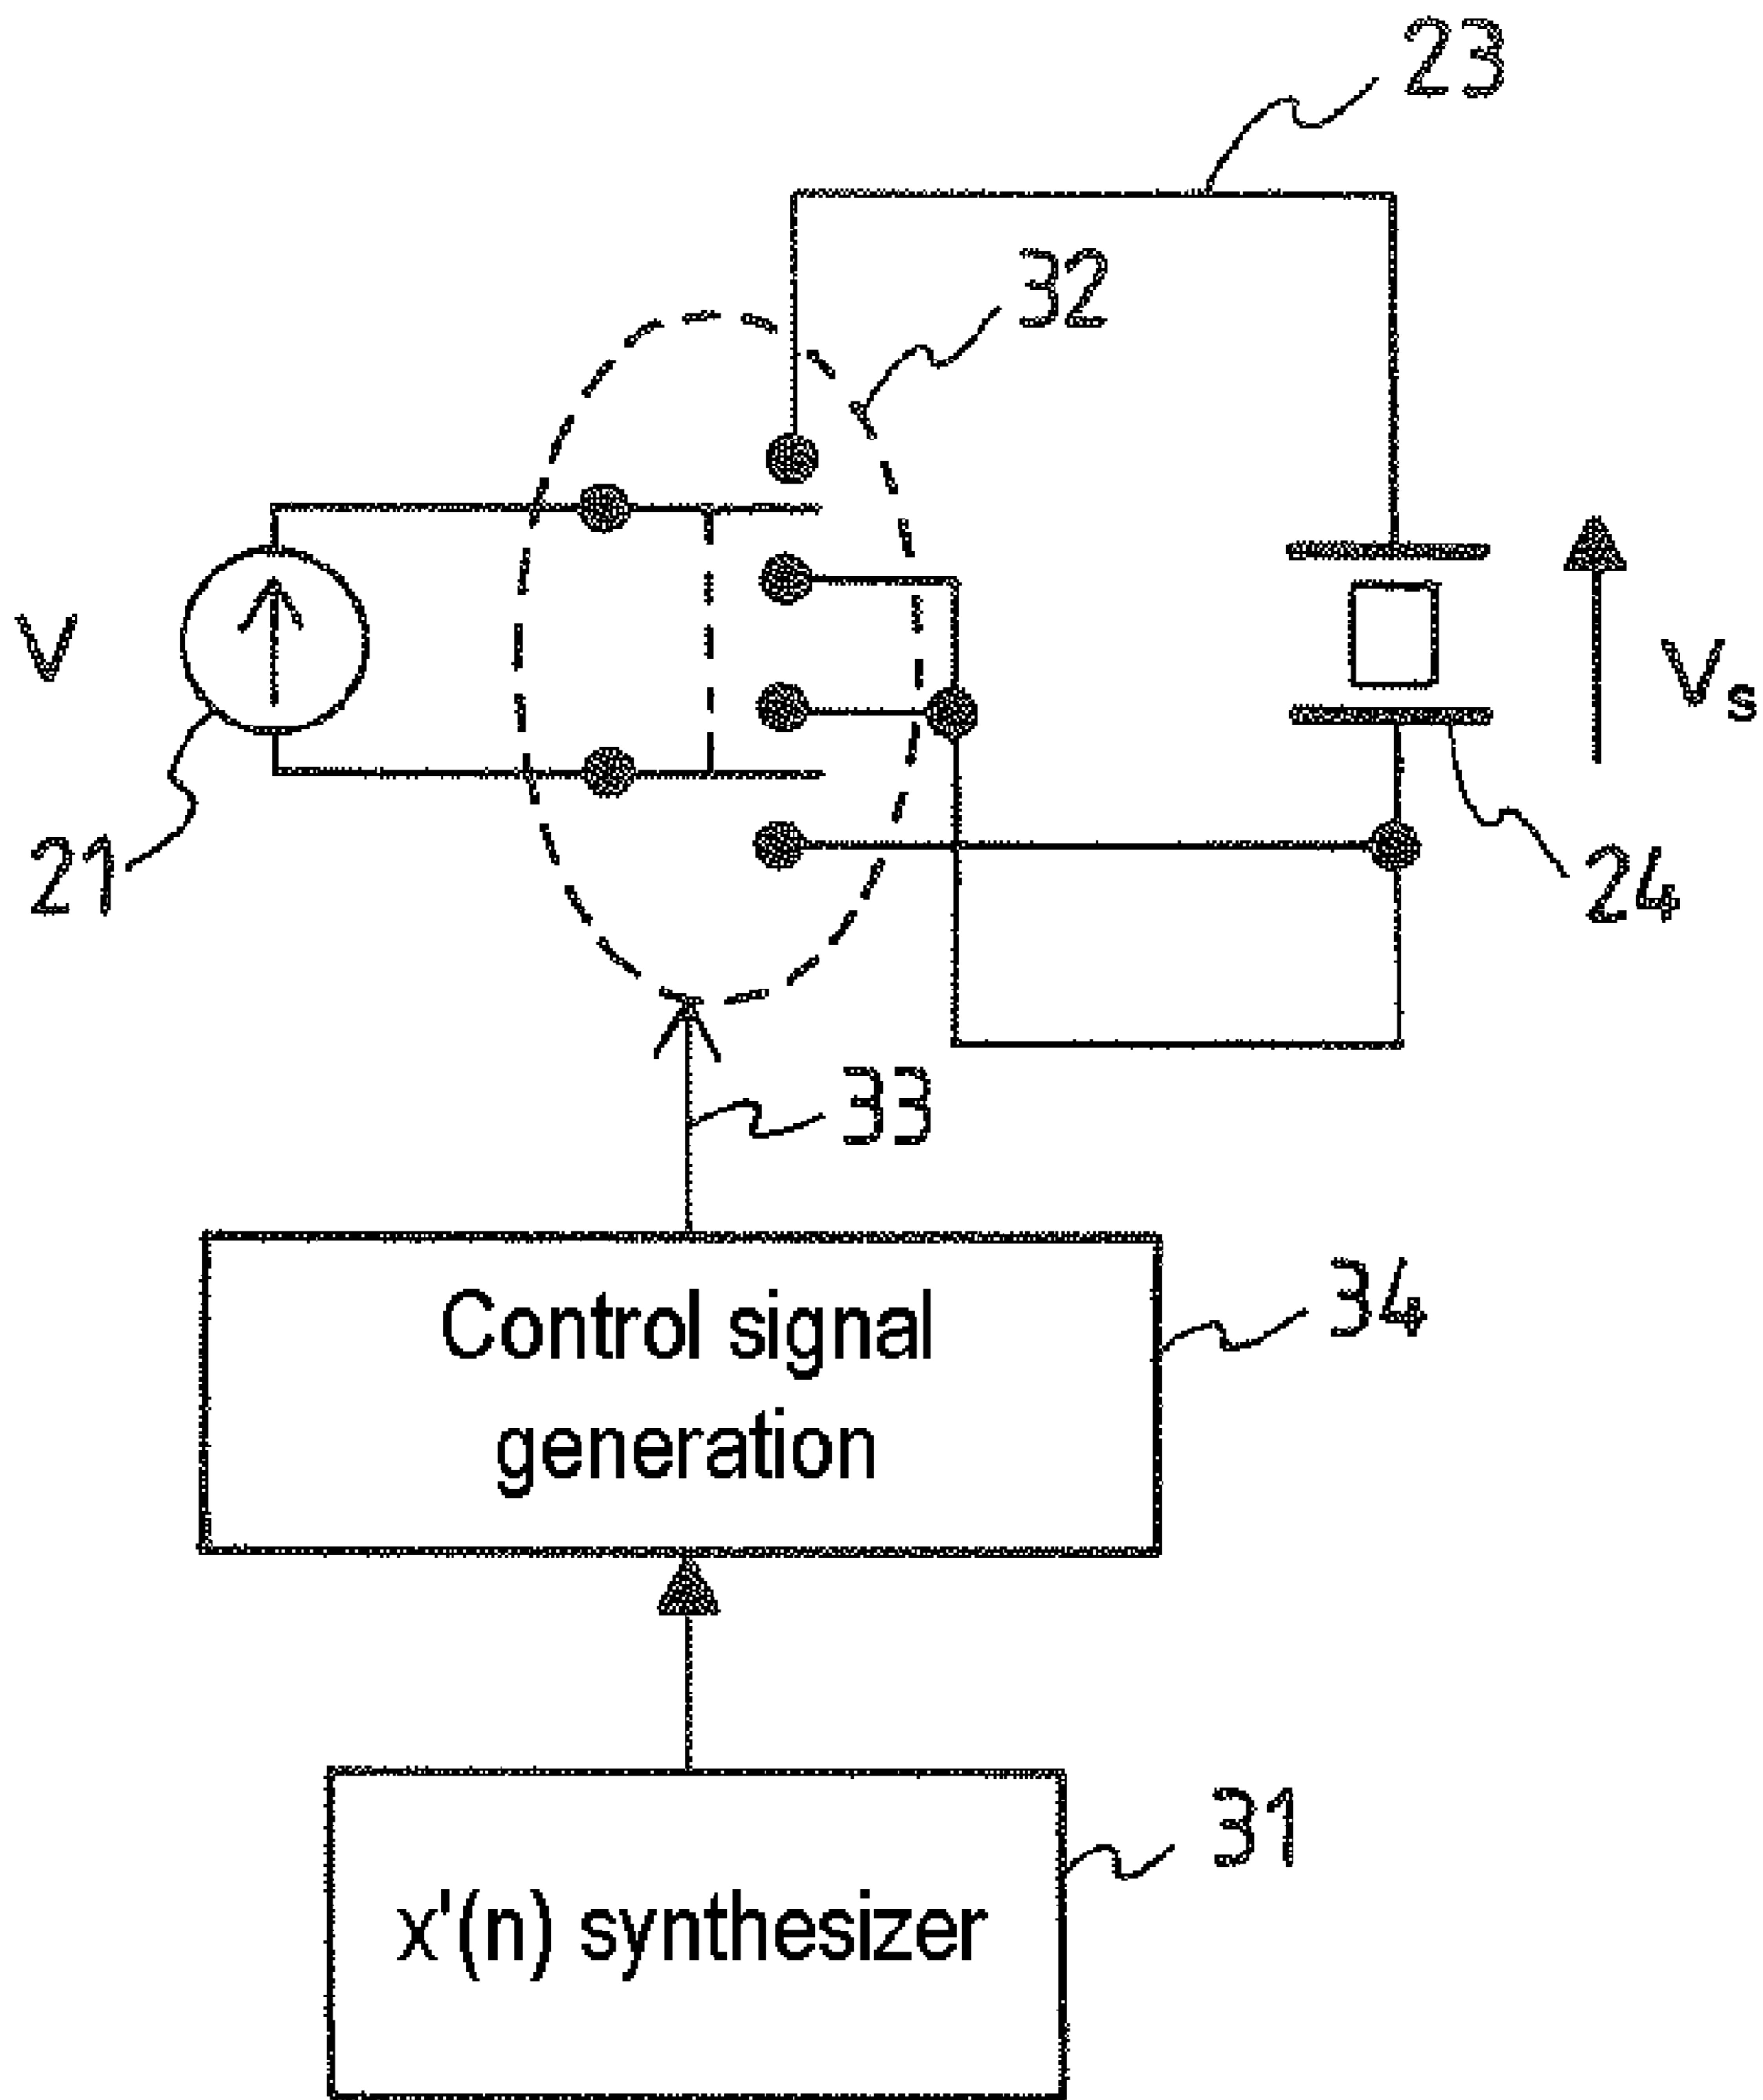 23
32
V
Vs
21
24
33
Control signal
generation
34
31
x'(n) synthesizer